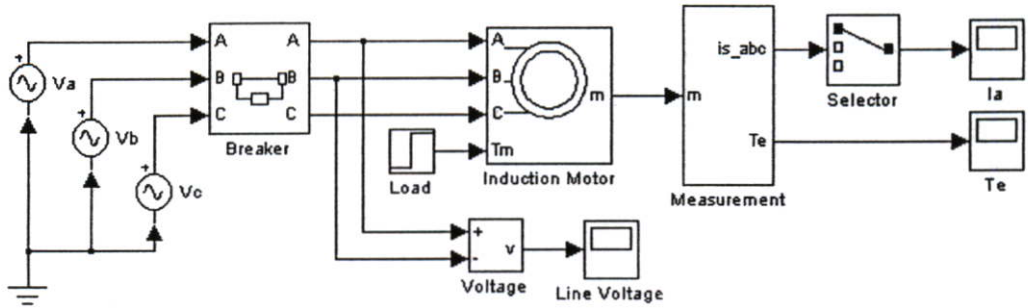 Va
Vb
Vc
A A
B B
C C
Breaker
Load
A
B
C
Tm
m
Induction Motor
m
is_abc
Te
Measurement
Selector
Ia
Te
+
-
v
Voltage
Line Voltage
+
+
+